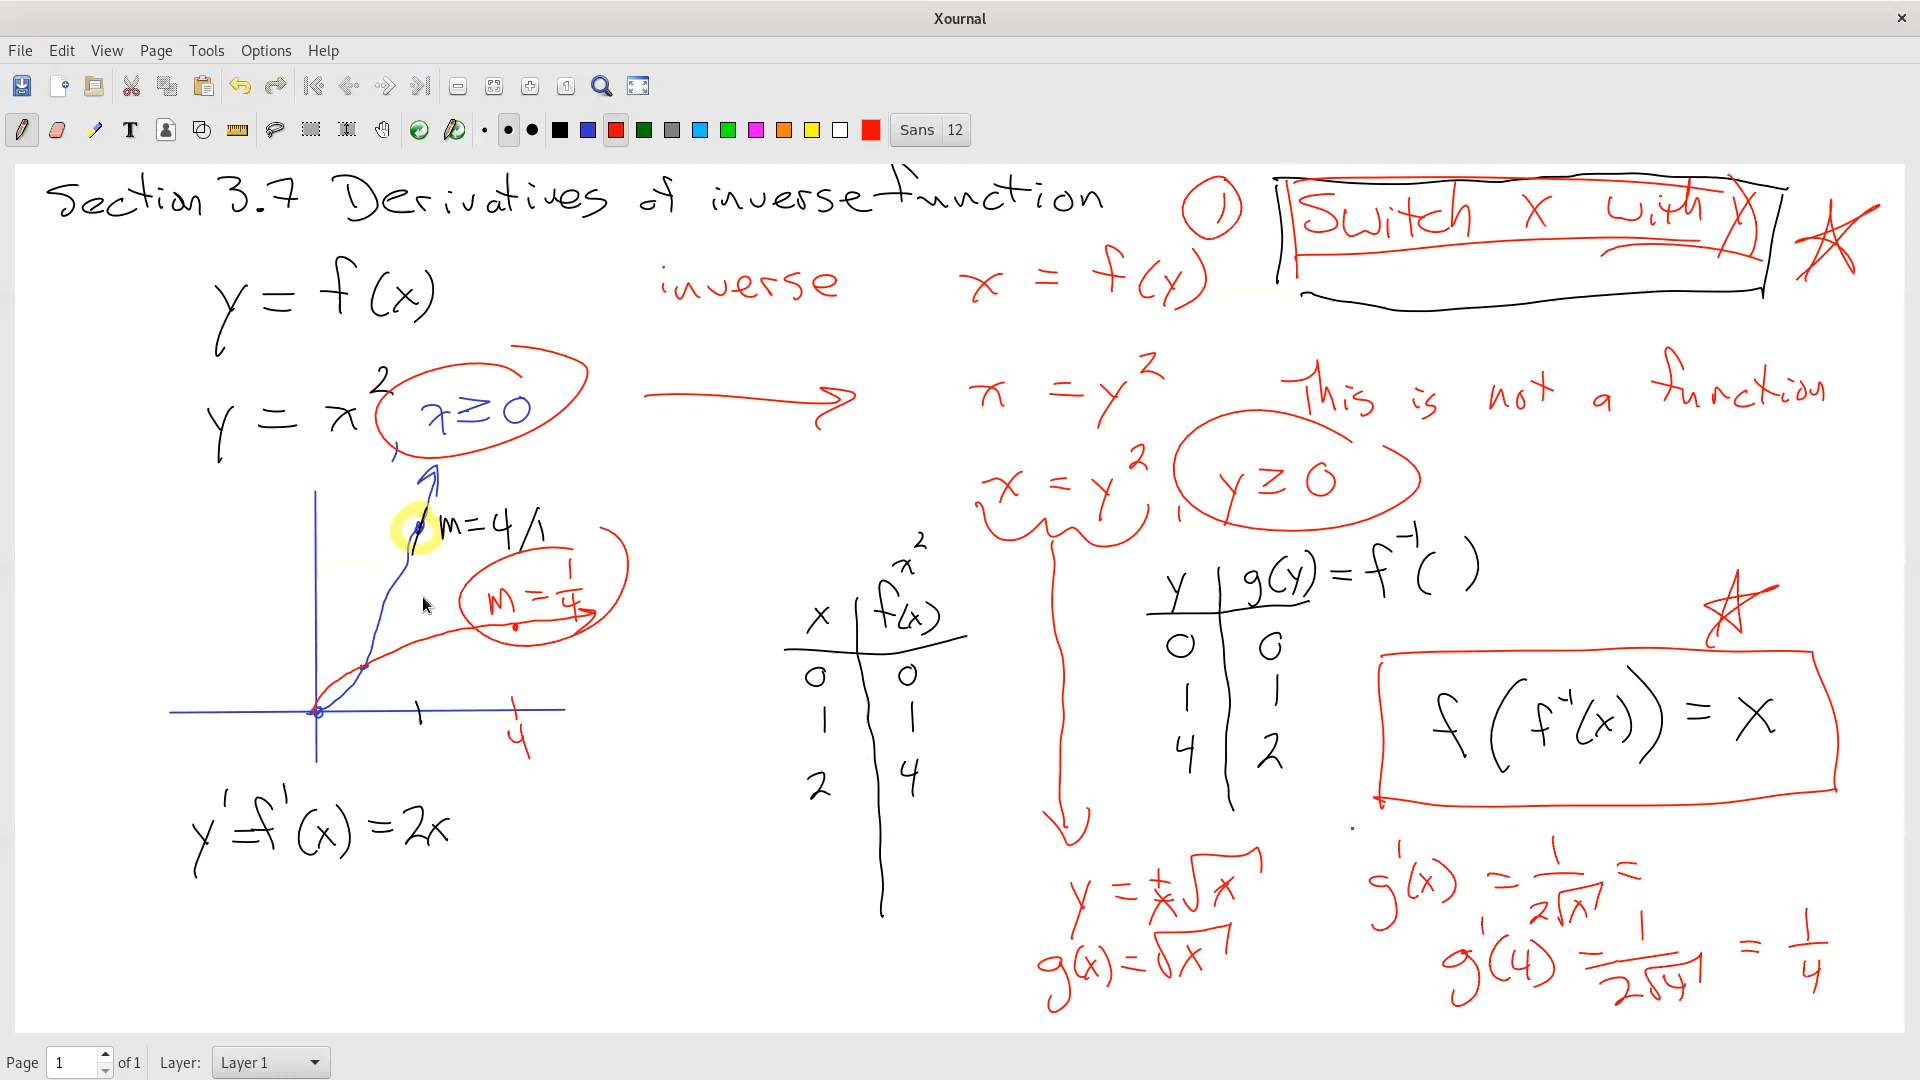 Xournal
File Edit View Page Tools Options Help
Sans 12
Section 3.7 Derivatives of inverse function
① Switch x with y
y = f(x)
inverse x = f(y)
y = x², x ≥ 0
x = y² This is not a function
x = y², y ≥ 0
m = 4/1
m = 1/4
4
x | f(x) x²
0 | 0
1 | 1
2 | 4
y | g(y) = f⁻¹( )
0 | 0
1 | 1
4 | 2
f(f⁻¹(x)) = x
y' = f'(x) = 2x
y = ±√x
g(x) = √x
g'(x) = 1/(2√x) =
g'(4) = 1/(2√4) = 1/4
Page 1 of 1 Layer: Layer 1